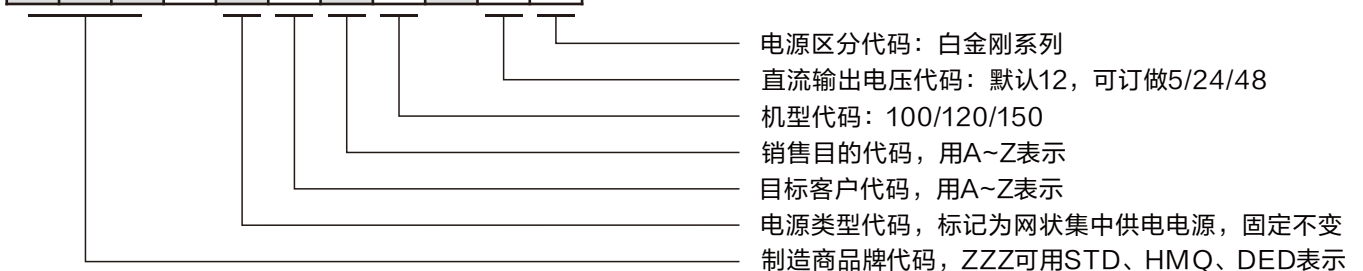 电源区分代码：白金刚系列
直流输出电压代码：默认12，可订做5/24/48
机型代码：100/120/150
销售目的代码，用A~Z表示
目标客户代码，用A~Z表示
电源类型代码，标记为网状集中供电电源，固定不变
制造商品牌代码，ZZZ可用STD、HMQ、DED表示